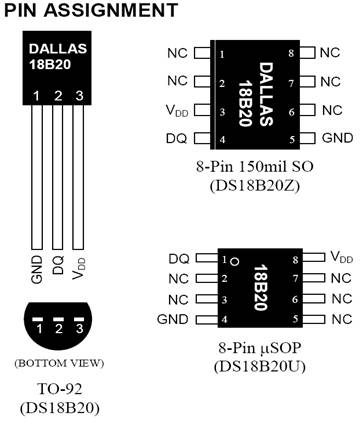 PIN ASSIGNMENT
DALLAS
18B20
1 2 3
GND DQ VDD
1 2 3
(BOTTOM VIEW)
TO-92
(DS18B20)
NC 1 8 NC
NC 2 7 NC
VDD 3 6 NC
DQ 4 5 GND
DALLAS
18B20
8-Pin 150mil SO
(DS18B20Z)
DQ 1 8 VDD
NC 2 7 NC
NC 3 6 NC
GND 4 5 NC
18B20
8-Pin μSOP
(DS18B20U)